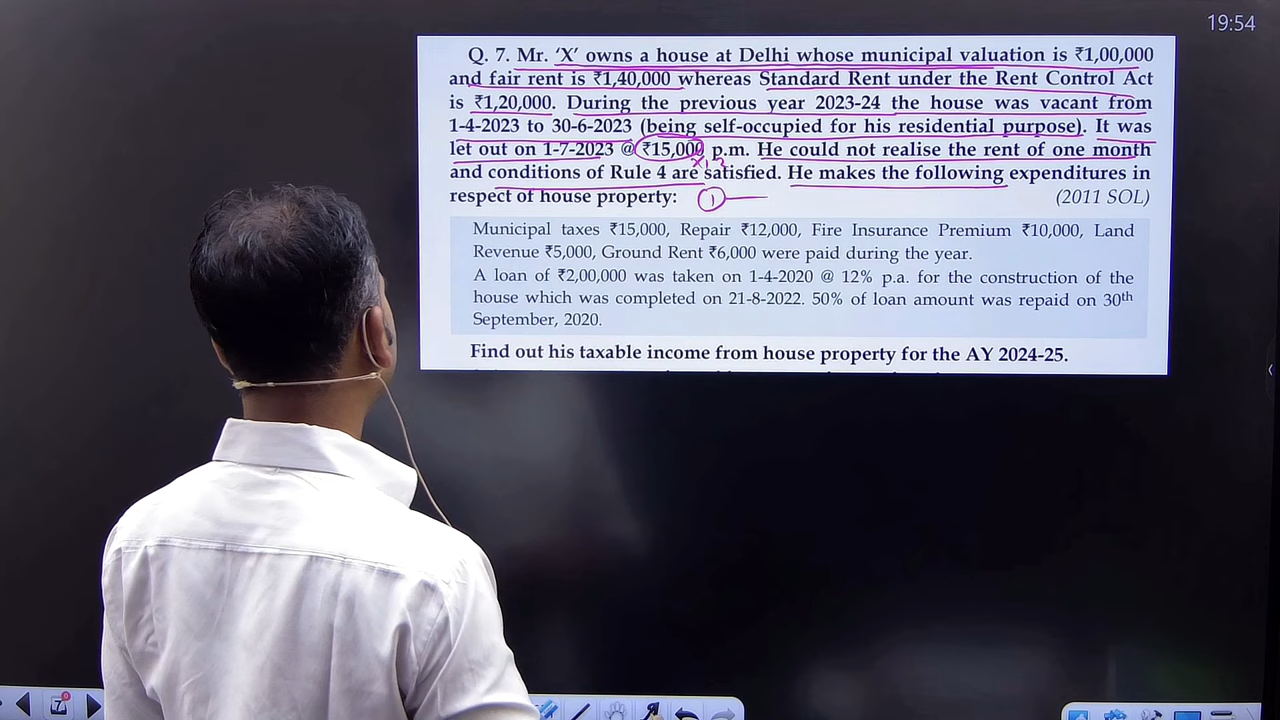 19:54
Q. 7. Mr. ‘X’ owns a house at Delhi whose municipal valuation is ₹1,00,000
and fair rent is ₹1,40,000 whereas Standard Rent under the Rent Control Act
is ₹1,20,000. During the previous year 2023-24 the house was vacant from
1-4-2023 to 30-6-2023 (being self-occupied for his residential purpose). It was
let out on 1-7-2023 @ ₹15,000 p.m. He could not realise the rent of one month
and conditions of Rule 4 are satisfied. He makes the following expenditures in
respect of house property: 1 (2011 SOL)
Municipal taxes ₹15,000, Repair ₹12,000, Fire Insurance Premium ₹10,000, Land
Revenue ₹5,000, Ground Rent ₹6,000 were paid during the year.
A loan of ₹2,00,000 was taken on 1-4-2020 @ 12% p.a. for the construction of the
house which was completed on 21-8-2022. 50% of loan amount was repaid on 30th
September, 2020.
Find out his taxable income from house property for the AY 2024-25.